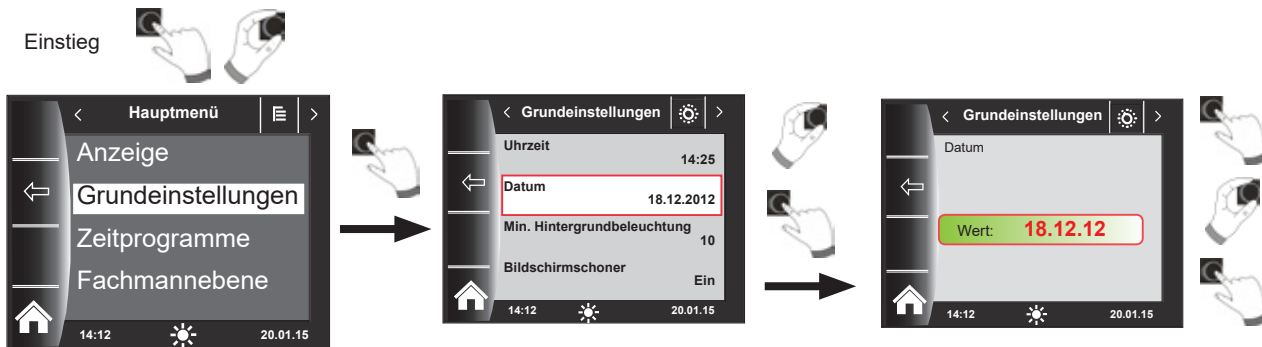 Einstieg
< Hauptmenü >
Anzeige
Grundeinstellungen
Zeitprogramme
Fachmannebene
14:12 20.01.15
< Grundeinstellungen >
Uhrzeit
14:25
Datum
18.12.2012
Min. Hintergrundbeleuchtung
10
Bildschirmschoner
Ein
14:12 20.01.15
< Grundeinstellungen >
Datum
Wert: 18.12.12
14:12 20.01.15